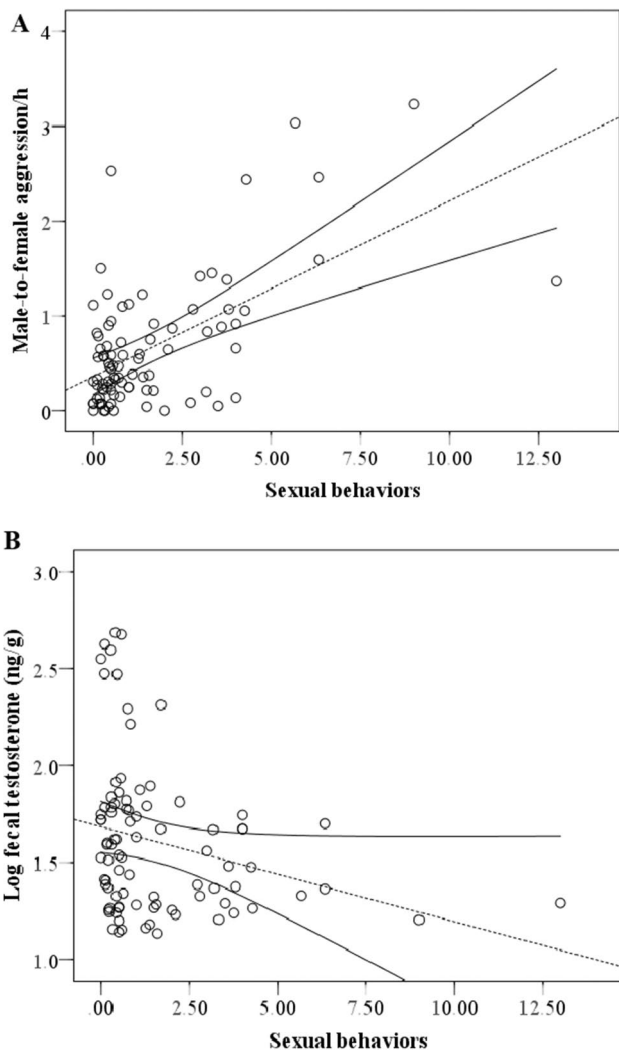 A
Male-to-female aggression/h
4
3
2
1
0
.00 2.50 5.00 7.50 10.00 12.50
Sexual behaviors
B
Log fecal testosterone (ng/g)
3.0
2.5
2.0
1.5
1.0
.00 2.50 5.00 7.50 10.00 12.50
Sexual behaviors